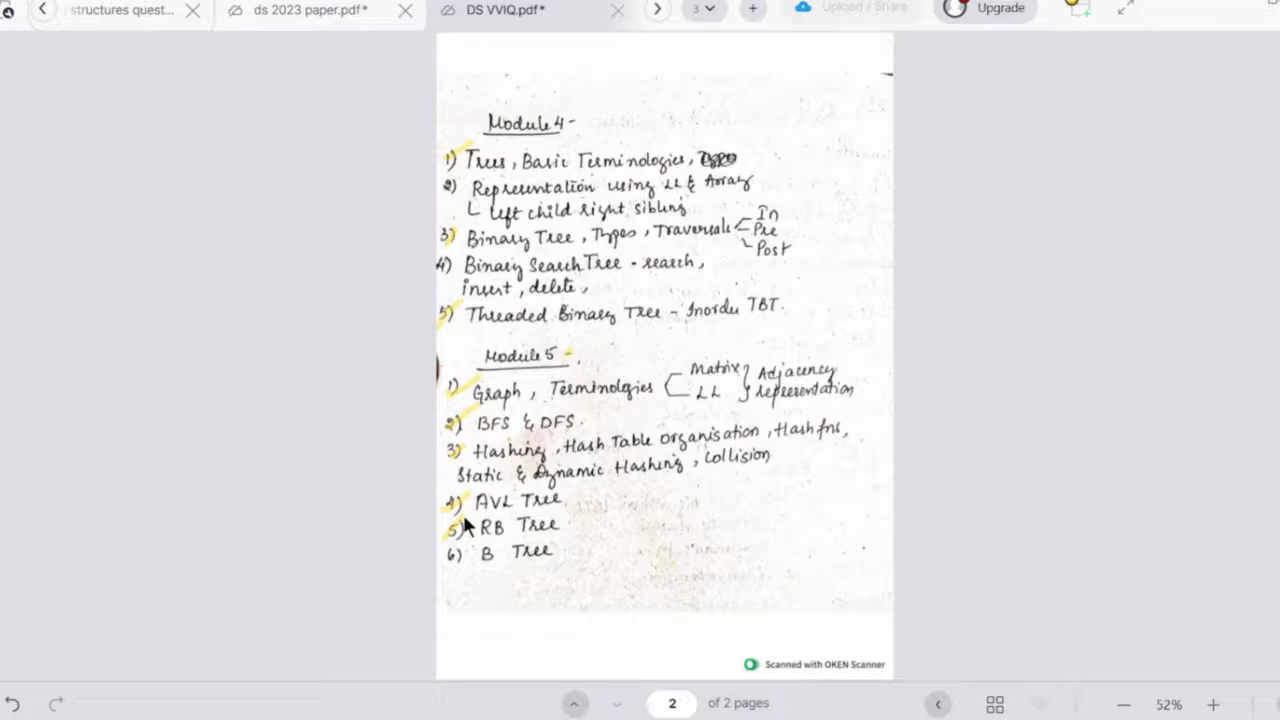 structures quest...
ds 2023 paper.pdf*
DS VVIQ.pdf*
3
Upload / Share
Upgrade
Module 4 -
1) Trees, Basic Terminologies,
2) Representation using LL & Array
└ left child right sibling
3) Binary Tree, Types, Traversals
In
Pre
Post
4) Binary Search Tree - search,
insert, delete,
5) Threaded Binary Tree - Inorder TBT.
Module 5 -
1) Graph, Terminologies
Matrix
LL
Adjacency
representation
2) BFS & DFS.
3) Hashing, Hash Table Organisation, Hash fns,
Static & Dynamic Hashing, Collision
4) AVL Tree
5) RB Tree
6) B Tree
Scanned with OKEN Scanner
2 of 2 pages
52%